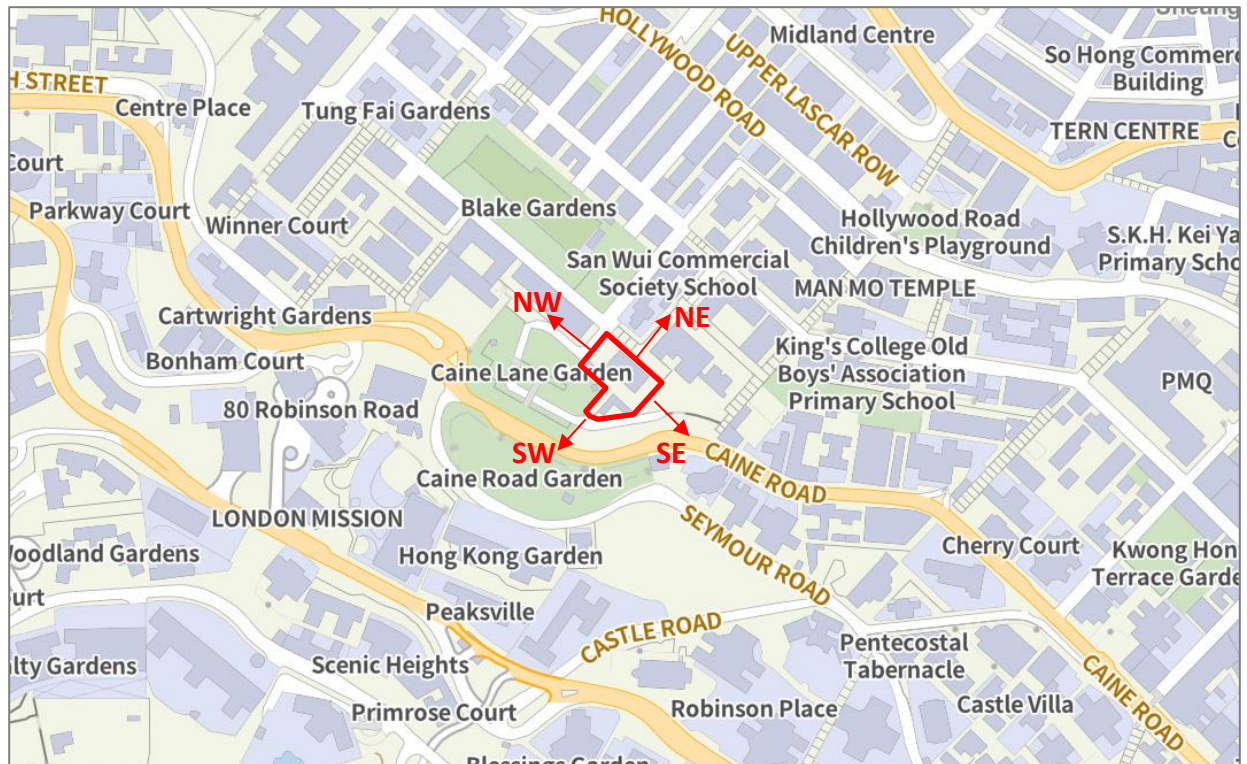 HOLLYWOOD ROAD
UPPER LASCAR ROW
Midland Centre
So Hong Commerc
Building
H STREET
Centre Place
Tung Fai Gardens
TERN CENTRE
Court
Parkway Court
Winner Court
Blake Gardens
Hollywood Road
Children's Playground
S.K.H. Kei Ya
Primary Scho
San Wui Commercial
Society School
MAN MO TEMPLE
NW
NE
Cartwright Gardens
Bonham Court
Caine Lane Garden
King's College Old
Boys' Association
Primary School
PMQ
80 Robinson Road
SW
SE
Caine Road Garden
CAINE ROAD
LONDON MISSION
SEYMOUR ROAD
Woodland Gardens
Hong Kong Garden
Cherry Court
Kwong Hon
Terrace Garde
urt
Peaksville
CASTLE ROAD
Pentecostal
Tabernacle
alty Gardens
Scenic Heights
CAINE ROAD
Primrose Court
Robinson Place
Castle Villa
Blessings Garden